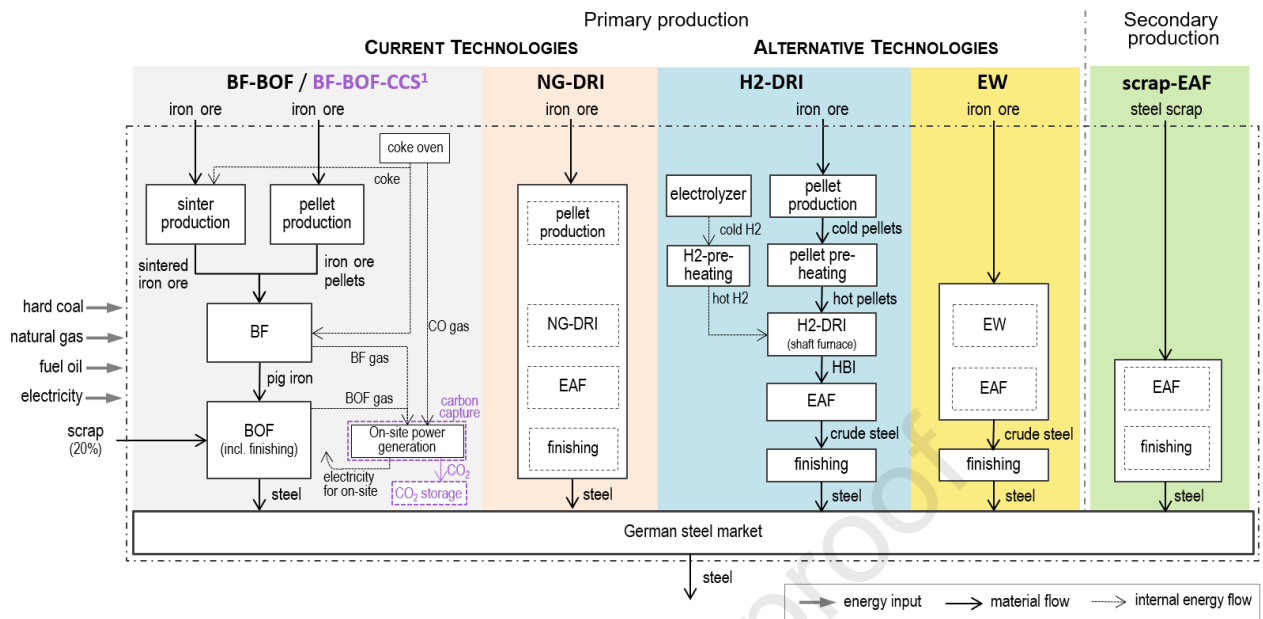 Primary production
Secondary
production
CURRENT TECHNOLOGIES
ALTERNATIVE TECHNOLOGIES
BF-BOF / BF-BOF-CCS¹
NG-DRI
H2-DRI
EW
scrap-EAF
iron ore
iron ore
iron ore
iron ore
iron ore
steel scrap
coke oven
coke
sinter
production
pellet
production
sintered
iron ore
iron ore
pellets
hard coal
natural gas
fuel oil
electricity
scrap
(20%)
BF
CO gas
BF gas
pig iron
BOF gas
BOF
(incl. finishing)
carbon
capture
On-site power
generation
electricity
for on-site
CO₂
CO₂ storage
steel
pellet
production
NG-DRI
EAF
finishing
steel
electrolyzer
cold H2
H2-pre-
heating
hot H2
pellet
production
cold pellets
pellet pre-
heating
hot pellets
H2-DRI
(shaft furnace)
HBI
EAF
crude steel
finishing
steel
EW
EAF
crude steel
finishing
steel
EAF
finishing
steel
German steel market
steel
proof
energy input
material flow
internal energy flow